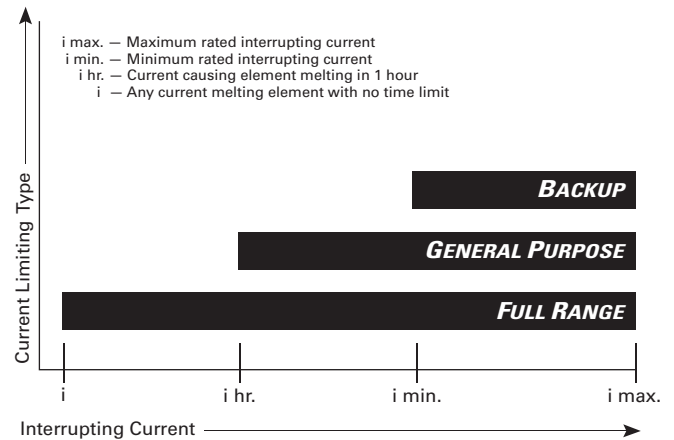 i max. — Maximum rated interrupting current
i min. — Minimum rated interrupting current
i hr. — Current causing element melting in 1 hour
i — Any current melting element with no time limit
Current Limiting Type
BACKUP
GENERAL PURPOSE
FULL RANGE
i i hr. i min. i max.
Interrupting Current